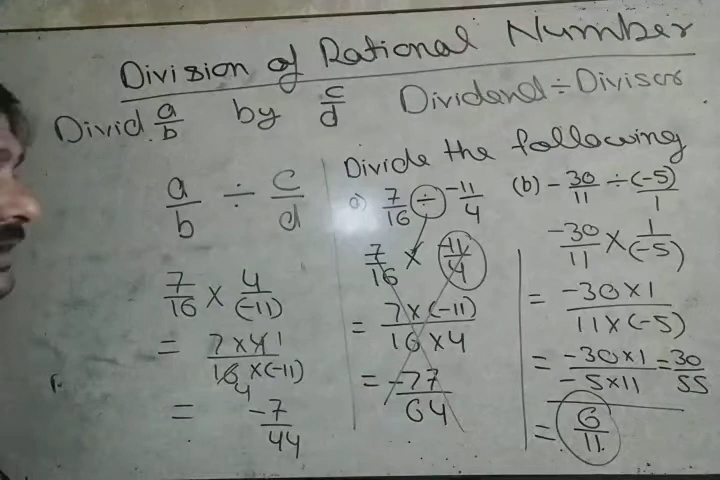 Division of Rational Number
Divid a/b by c/d Dividend ÷ Divisor
a/b ÷ c/d
7/16 × 4/(-11)
= 7×4 1/16 4 ×(-11)
= -7/44
Divide the following
a) 7/16 ÷ -11/4
7/16 × 11/4
= 7×(-11)/16×4
= -77/64
(b) -30/11 ÷ (-5)/1
-30/11 × 1/(-5)
= -30×1/11×(-5)
= -30×1/-5×11 = 30/55
= 6/11